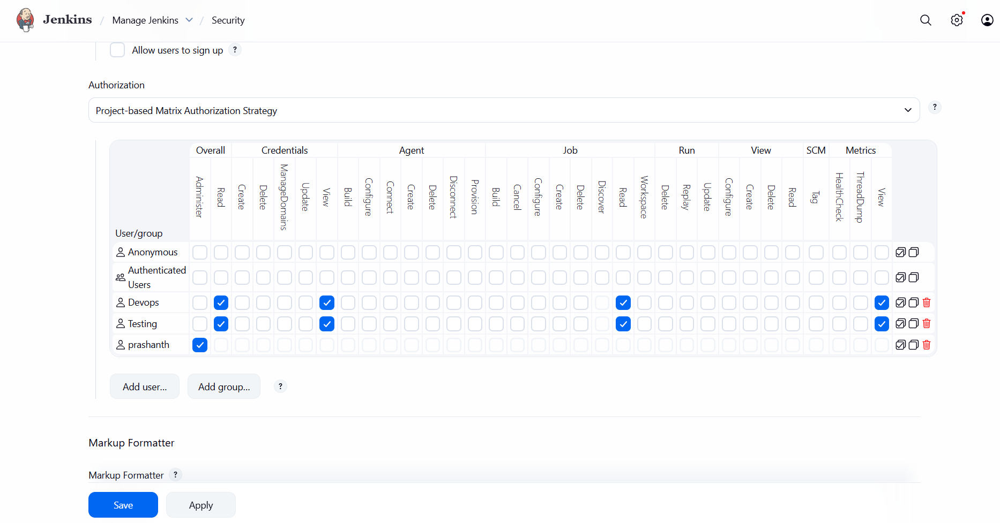 Jenkins / Manage Jenkins / Security
Allow users to sign up ?
Authorization
Project-based Matrix Authorization Strategy ?
Overall Credentials Agent Job Run View SCM Metrics
User/group Administer Read Create Delete ManageDomains Update View Build Configure Connect Create Delete Disconnect Provision Build Cancel Configure Create Delete Discover Read Workspace Delete Replay Update Configure Create Delete Read Tag HealthCheck ThreadDump View
Anonymous
Authenticated
Users
Devops
Testing
prashanth
Add user... Add group... ?
Markup Formatter
Markup Formatter ?
Save Apply